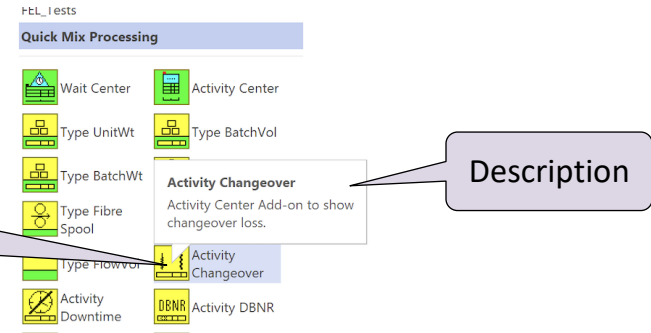 FEL_Tests
Quick Mix Processing
Wait Center
Activity Center
Type UnitWt
Type BatchVol
Type BatchWt
Activity Changeover
Activity Center Add-on to show
changeover loss.
Description
Type Fibre
Spool
Type FlowVol
Activity
Changeover
Activity
Downtime
DBNR
Activity DBNR